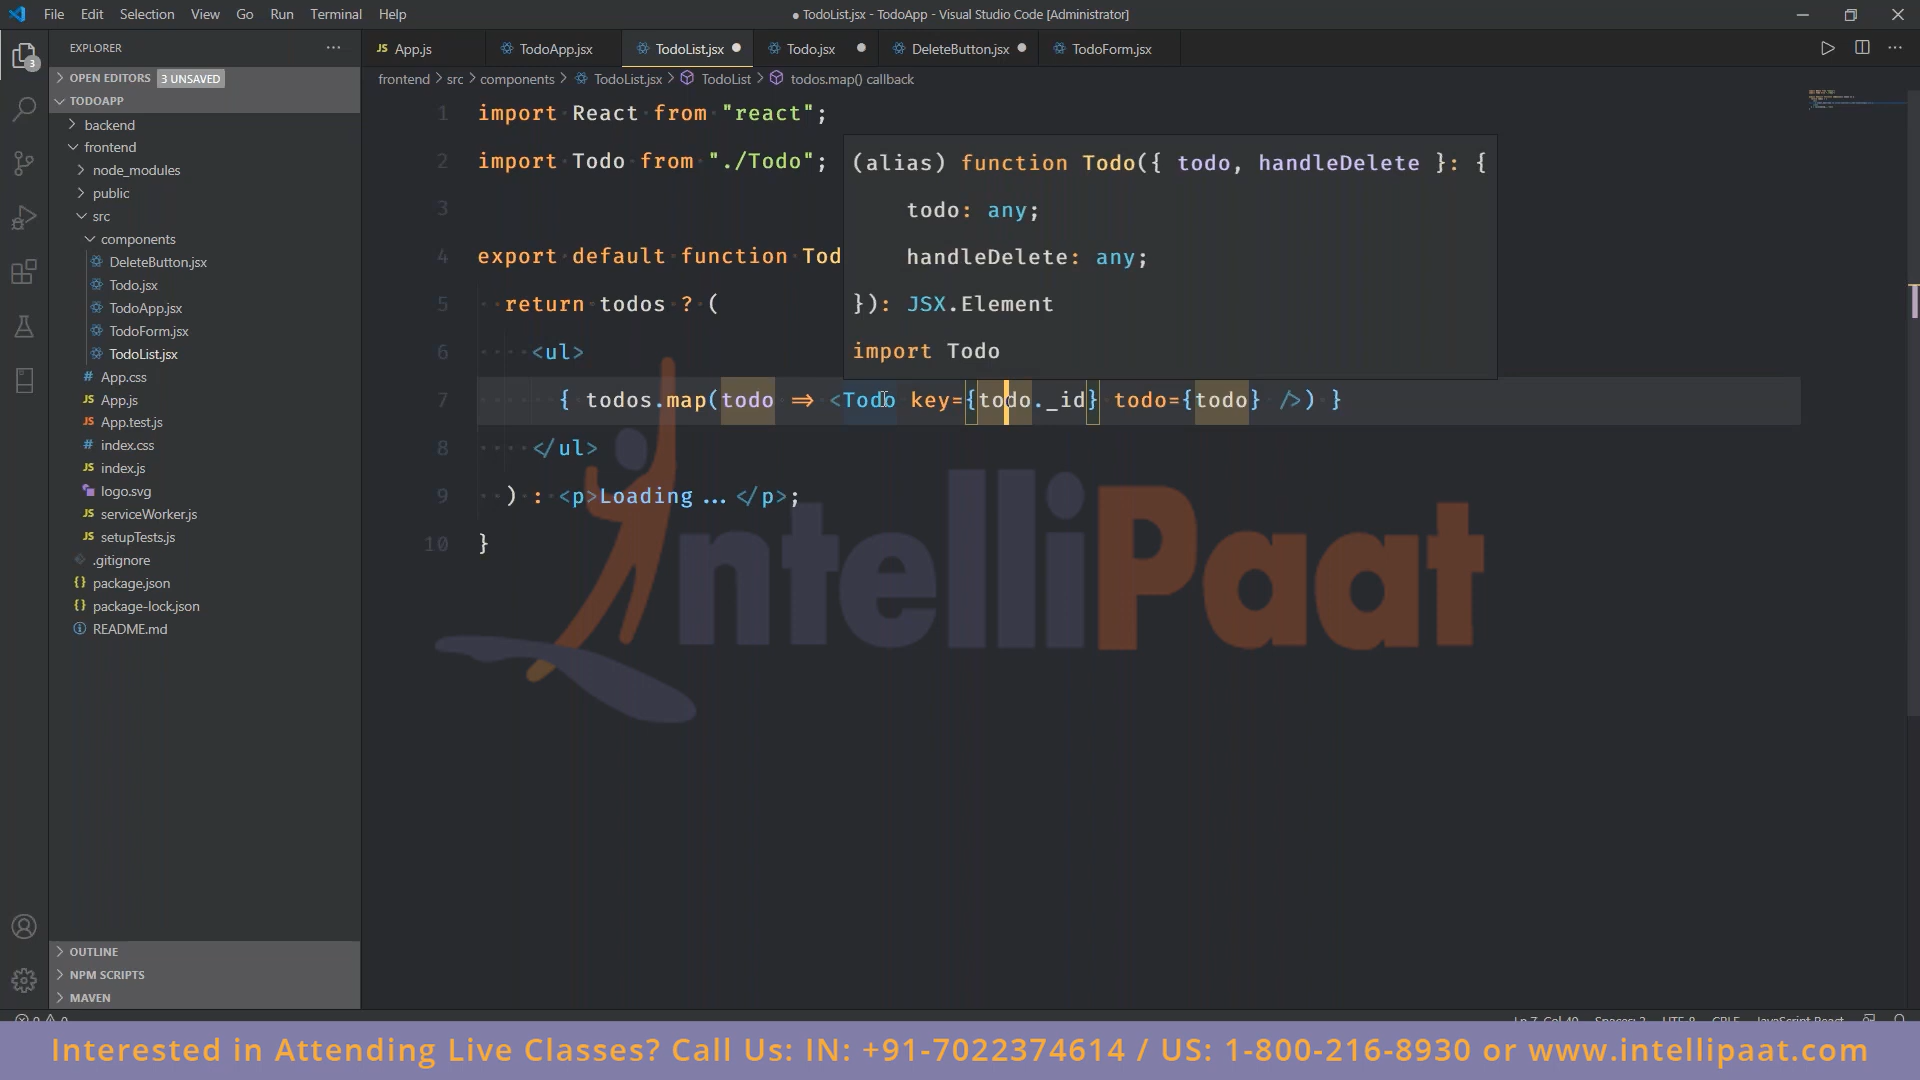 File Edit Selection View Go Run Terminal Help
● TodoList.jsx - TodoApp - Visual Studio Code [Administrator]
EXPLORER
App.js TodoApp.jsx TodoList.jsx Todo.jsx DeleteButton.jsx TodoForm.jsx
3
OPEN EDITORS 3 UNSAVED
TODOAPP
backend
frontend
node_modules
public
src
components
DeleteButton.jsx
Todo.jsx
TodoApp.jsx
TodoForm.jsx
TodoList.jsx
App.css
JS App.js
App.test.js
index.css
JS index.js
logo.svg
JS serviceWorker.js
JS setupTests.js
.gitignore
package.json
package-lock.json
README.md
OUTLINE
NPM SCRIPTS
MAVEN
frontend > src > components > TodoList.jsx > TodoList > todos.map() callback
1 import React from "react";
2 import Todo from "./Todo";
3
4 export default function Tod
5 return todos ? (
6 <ul>
7 { todos.map(todo => <Todo key={todo._id} todo={todo} />) }
8 </ul>
9 ) : <p>Loading ... </p>;
10 }
(alias) function Todo({ todo, handleDelete }: {
todo: any;
handleDelete: any;
}): JSX.Element
import Todo
IntelliPaat
Interested in Attending Live Classes? Call Us: IN: +91-7022374614 / US: 1-800-216-8930 or www.intellipaat.com